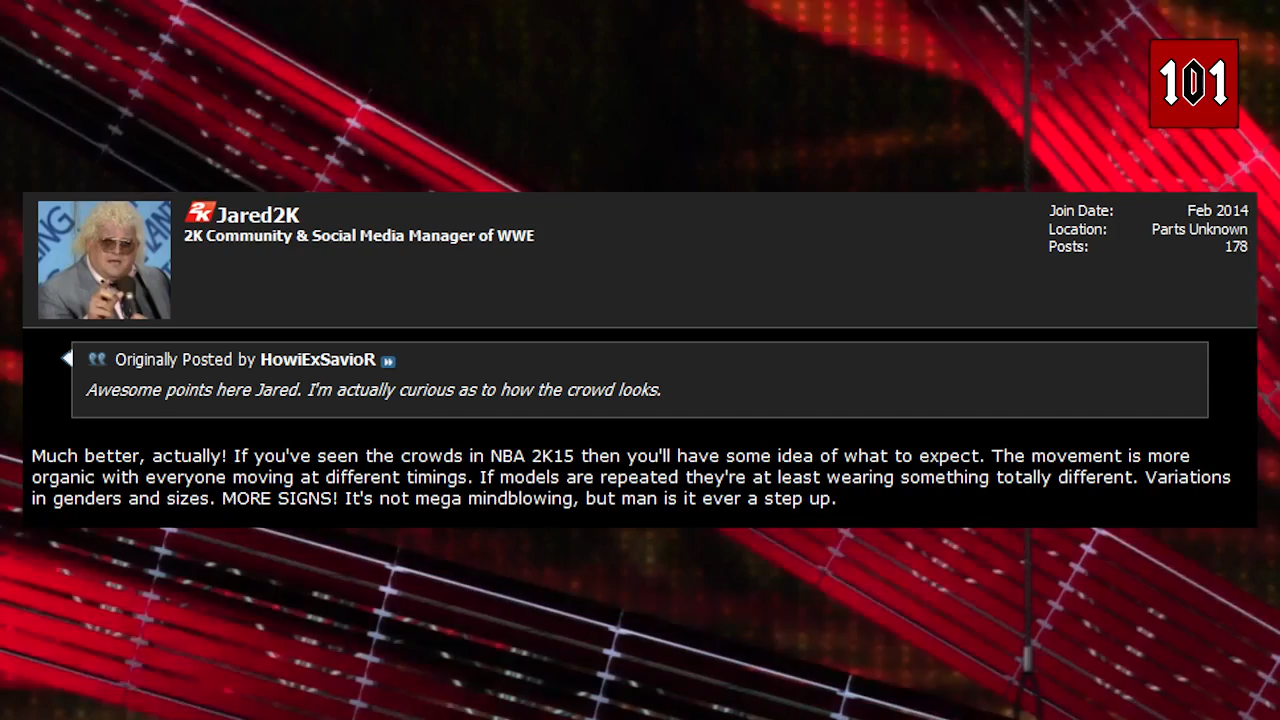 101
2K Jared2K
2K Community & Social Media Manager of WWE
Join Date: Feb 2014
Location: Parts Unknown
Posts: 178
Originally Posted by HowiExSavioR
Awesome points here Jared. I'm actually curious as to how the crowd looks.
Much better, actually! If you've seen the crowds in NBA 2K15 then you'll have some idea of what to expect. The movement is more
organic with everyone moving at different timings. If models are repeated they're at least wearing something totally different. Variations
in genders and sizes. MORE SIGNS! It's not mega mindblowing, but man is it ever a step up.